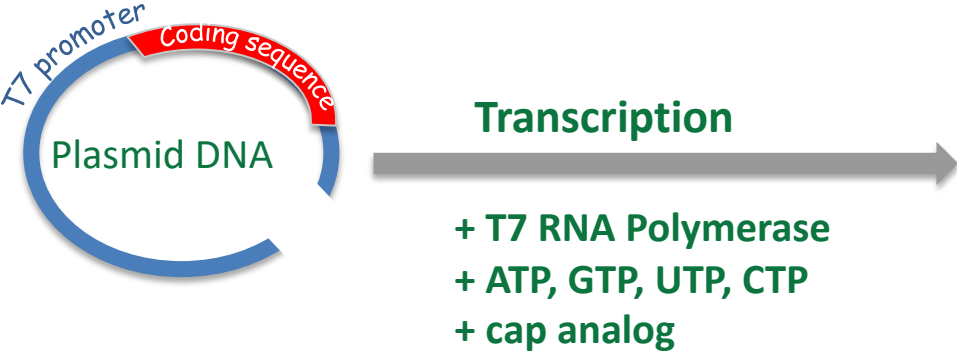 T7 promoter
Coding sequence
Plasmid DNA
Transcription
+ T7 RNA Polymerase
+ ATP, GTP, UTP, CTP
+ cap analog